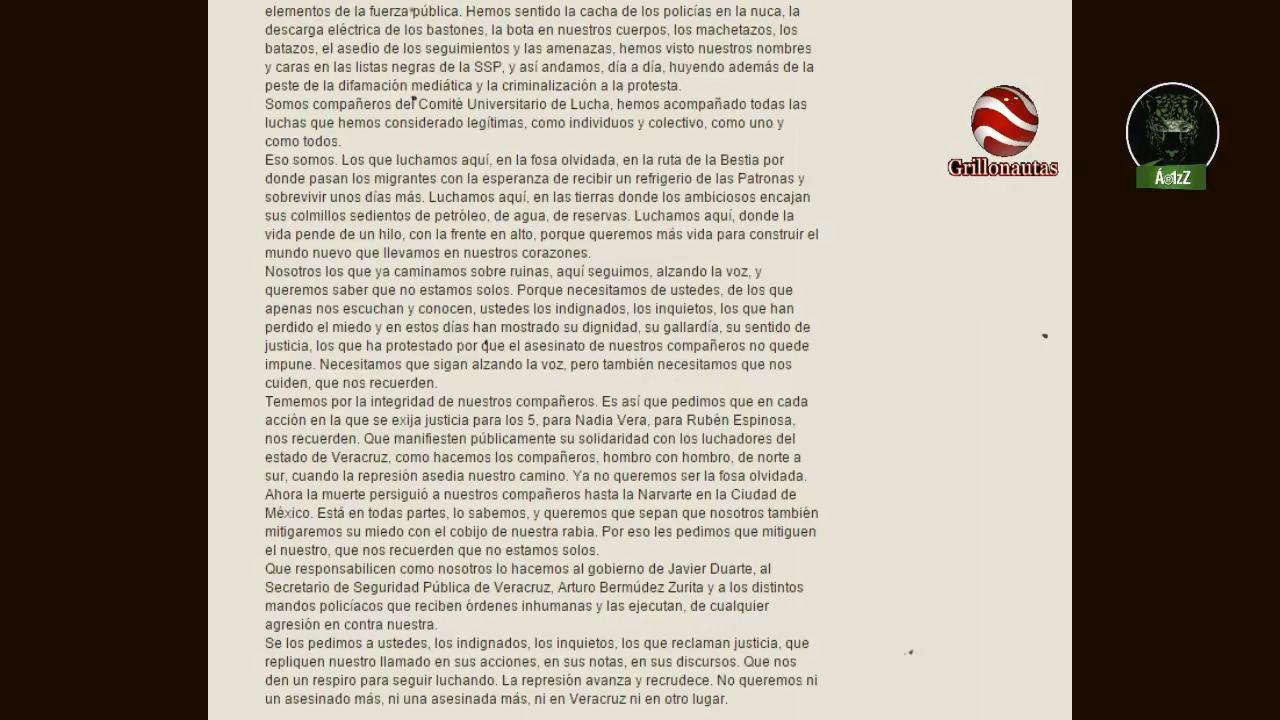 elementos de la fuerza pública. Hemos sentido la cacha de los policías en la nuca, la
descarga eléctrica de los bastones, la bota en nuestros cuerpos, los machetazos, los
batazos, el asedio de los seguimientos y las amenazas, hemos visto nuestros nombres
y caras en las listas negras de la SSP, y así andamos, día a día, huyendo además de la
peste de la difamación mediática y la criminalización a la protesta.
Somos compañeros del Comité Universitario de Lucha, hemos acompañado todas las
luchas que hemos considerado legítimas, como individuos y colectivo, como uno y
como todos.
Eso somos. Los que luchamos aquí, en la fosa olvidada, en la ruta de la Bestia por
donde pasan los migrantes con la esperanza de recibir un refrigerio de las Patronas y
sobrevivir unos días más. Luchamos aquí, en las tierras donde los ambiciosos encajan
sus colmillos sedientos de petróleo, de agua, de reservas. Luchamos aquí, donde la
vida pende de un hilo, con la frente en alto, porque queremos más vida para construir el
mundo nuevo que llevamos en nuestros corazones.
Nosotros los que ya caminamos sobre ruinas, aquí seguimos, alzando la voz, y
queremos saber que no estamos solos. Porque necesitamos de ustedes, de los que
apenas nos escuchan y conocen, ustedes los indignados, los inquietos, los que han
perdido el miedo y en estos días han mostrado su dignidad, su gallardía, su sentido de
justicia, los que ha protestado por que el asesinato de nuestros compañeros no quede
impune. Necesitamos que sigan alzando la voz, pero también necesitamos que nos
cuiden, que nos recuerden.
Tememos por la integridad de nuestros compañeros. Es así que pedimos que en cada
acción en la que se exija justicia para los 5, para Nadia Vera, para Rubén Espinosa,
nos recuerden. Que manifiesten públicamente su solidaridad con los luchadores del
estado de Veracruz, como hacemos los compañeros, hombro con hombro, de norte a
sur, cuando la represión asedia nuestro camino. Ya no queremos ser la fosa olvidada.
Ahora la muerte persiguió a nuestros compañeros hasta la Narvarte en la Ciudad de
México. Está en todas partes, lo sabemos, y queremos que sepan que nosotros también
mitigaremos su miedo con el cobijo de nuestra rabia. Por eso les pedimos que mitiguen
el nuestro, que nos recuerden que no estamos solos.
Que responsabilicen como nosotros lo hacemos al gobierno de Javier Duarte, al
Secretario de Seguridad Pública de Veracruz, Arturo Bermúdez Zurita y a los distintos
mandos policíacos que reciben órdenes inhumanas y las ejecutan, de cualquier
agresión en contra nuestra.
Se los pedimos a ustedes, los indignados, los inquietos, los que reclaman justicia, que
repliquen nuestro llamado en sus acciones, en sus notas, en sus discursos. Que nos
den un respiro para seguir luchando. La represión avanza y recrudece. No queremos ni
un asesinado más, ni una asesinada más, ni en Veracruz ni en otro lugar.
Grillonautas